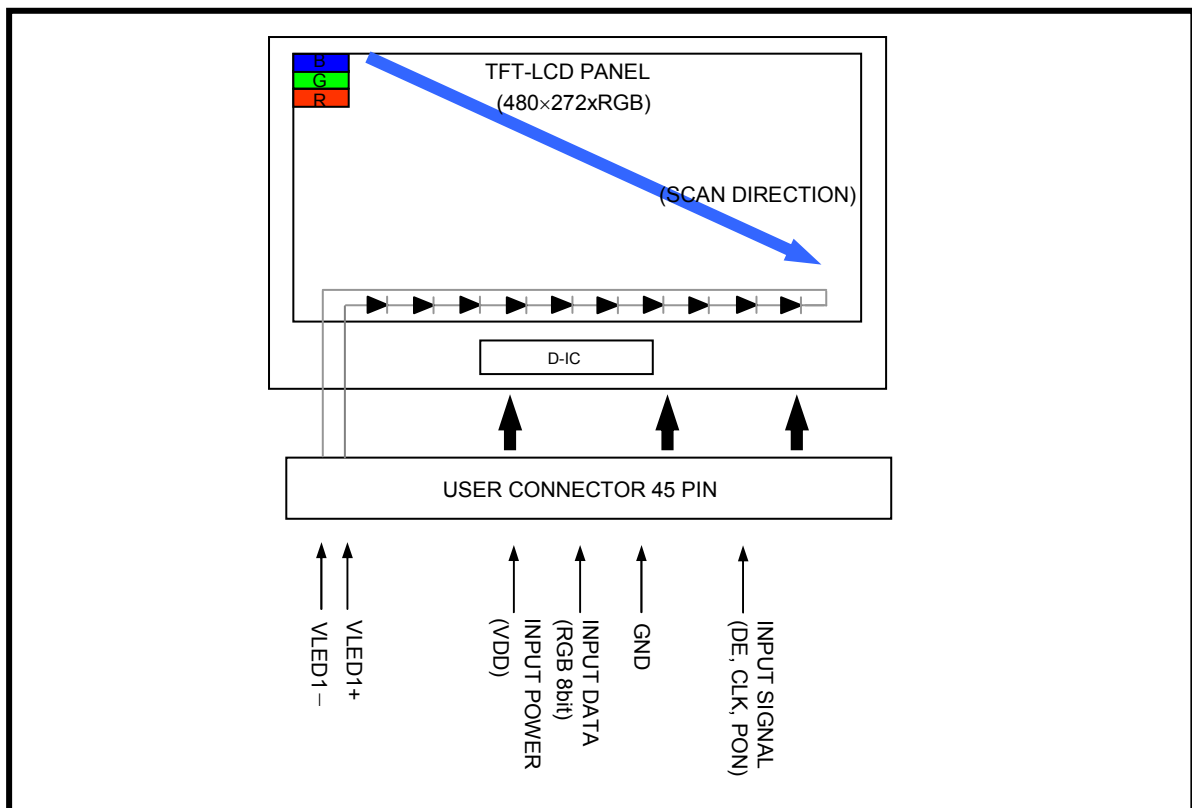 B
G
R
TFT-LCD PANEL
(480×272xRGB)
(SCAN DIRECTION)
D-IC
USER CONNECTOR 45 PIN
VLED1−
VLED1+
INPUT POWER
(VDD)
INPUT DATA
(RGB 8bit)
GND
INPUT SIGNAL
(DE, CLK, PON)